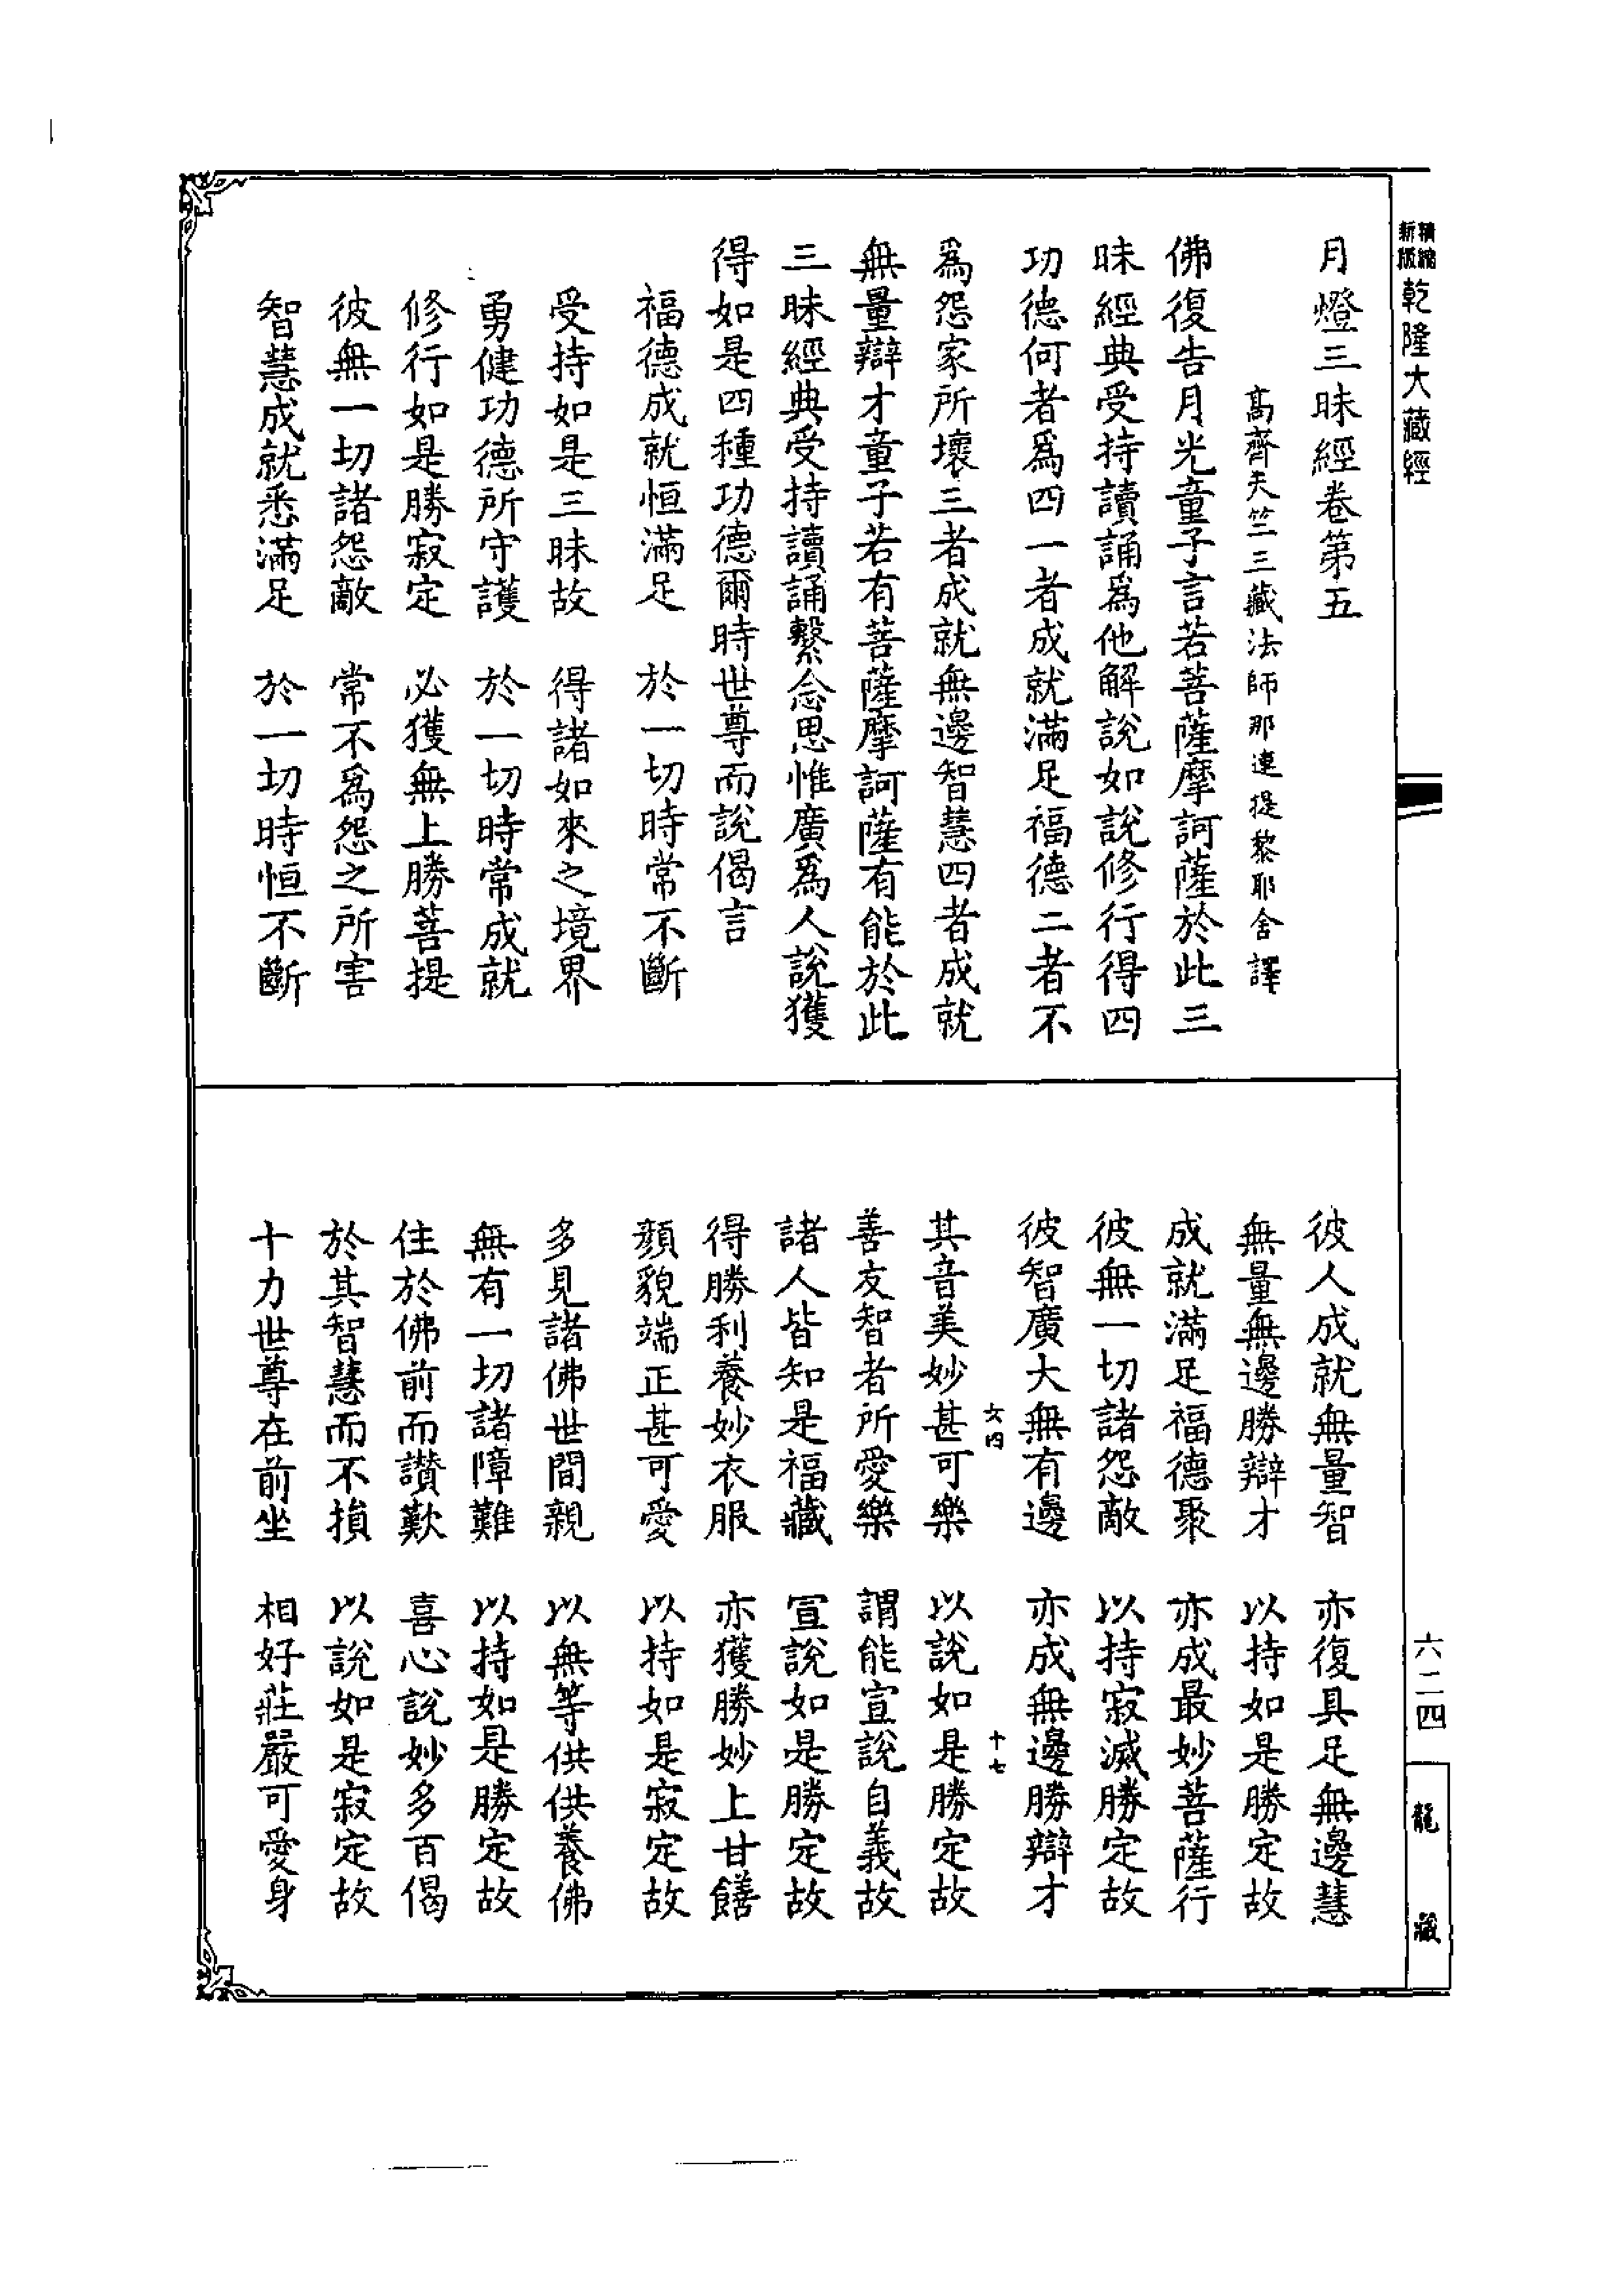 精縮新版乾隆大藏經
月燈三昧經卷第五
高齊天竺三藏法師那連提黎耶舍譯
佛復告月光童子言若菩薩摩訶薩於此三
昧經典受持讀誦爲他解說如說修行得四
功德何者爲四一者成就滿足福德二者不
爲怨家所壞三者成就無邊智慧四者成就
無量辯才童子若有菩薩摩訶薩有能於此
三昧經典受持讀誦繫念思惟廣爲人說獲
得如是四種功德爾時世尊而說偈言
福德成就恒滿足　於一切時常不斷
受持如是三昧故　得諸如來之境界
勇健功德所守護　於一切時常成就
修行如是勝寂定　必獲無上勝菩提
彼無一切諸怨敵　常不爲怨之所害
智慧成就悉滿足　於一切時恒不斷
彼人成就無量智　亦復具足無邊慧
無量無邊勝辯才　以持如是勝定故
成就滿足福德聚　亦成最妙菩薩行
彼無一切諸怨敵　以持寂滅勝定故
彼智廣大無有邊　亦成無邊勝辯才
六四　十七
其音美妙甚可樂　以說如是勝定故
善友智者所愛樂　謂能宣說自義故
諸人皆知是福藏　宣說如是勝定故
得勝利養妙衣服　亦獲勝妙上甘饍
顏貌端正甚可愛　以持如是寂定故
多見諸佛世間親　以無等供供養佛
無有一切諸障難　以持如是勝定故
住於佛前而讚歎　喜心說妙多百偈
於其智慧而不損　以說如是寂定故
十力世尊在前坐　相好莊嚴可愛身
六二四
龍藏